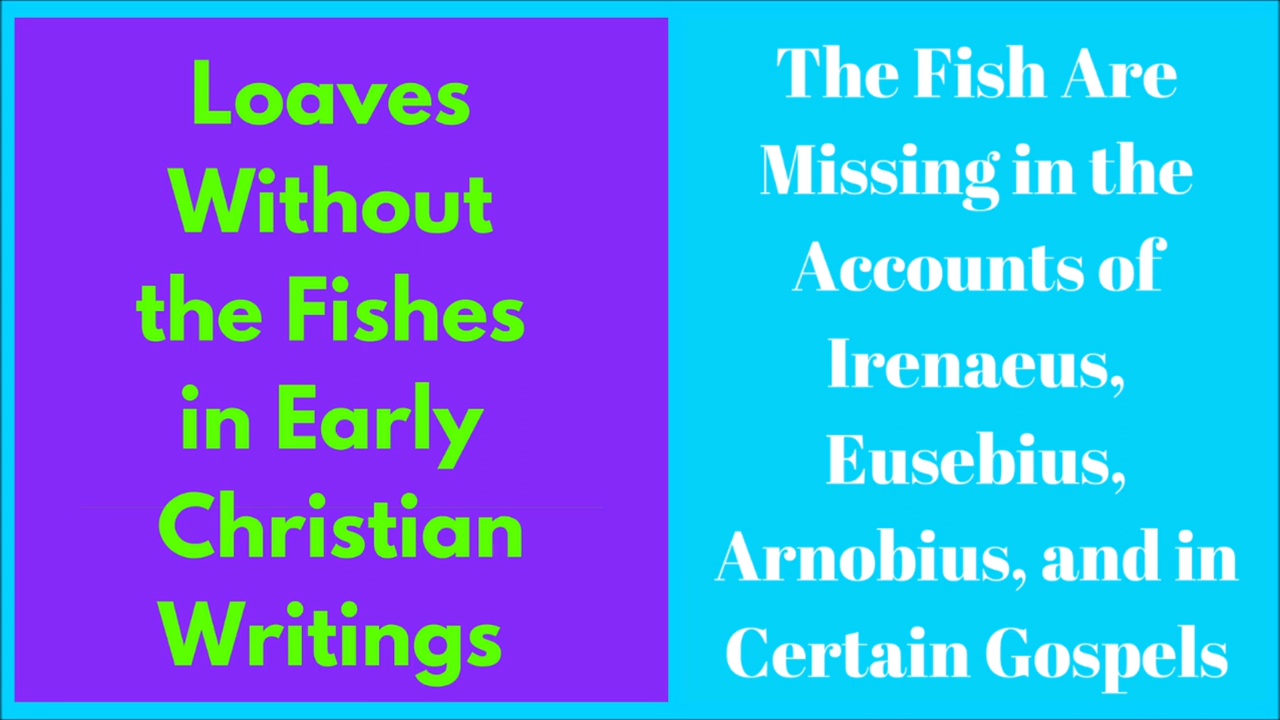 Loaves
Without
the Fishes
in Early
Christian
Writings
The Fish Are
Missing in the
Accounts of
Irenaeus,
Eusebius,
Arnobius, and in
Certain Gospels